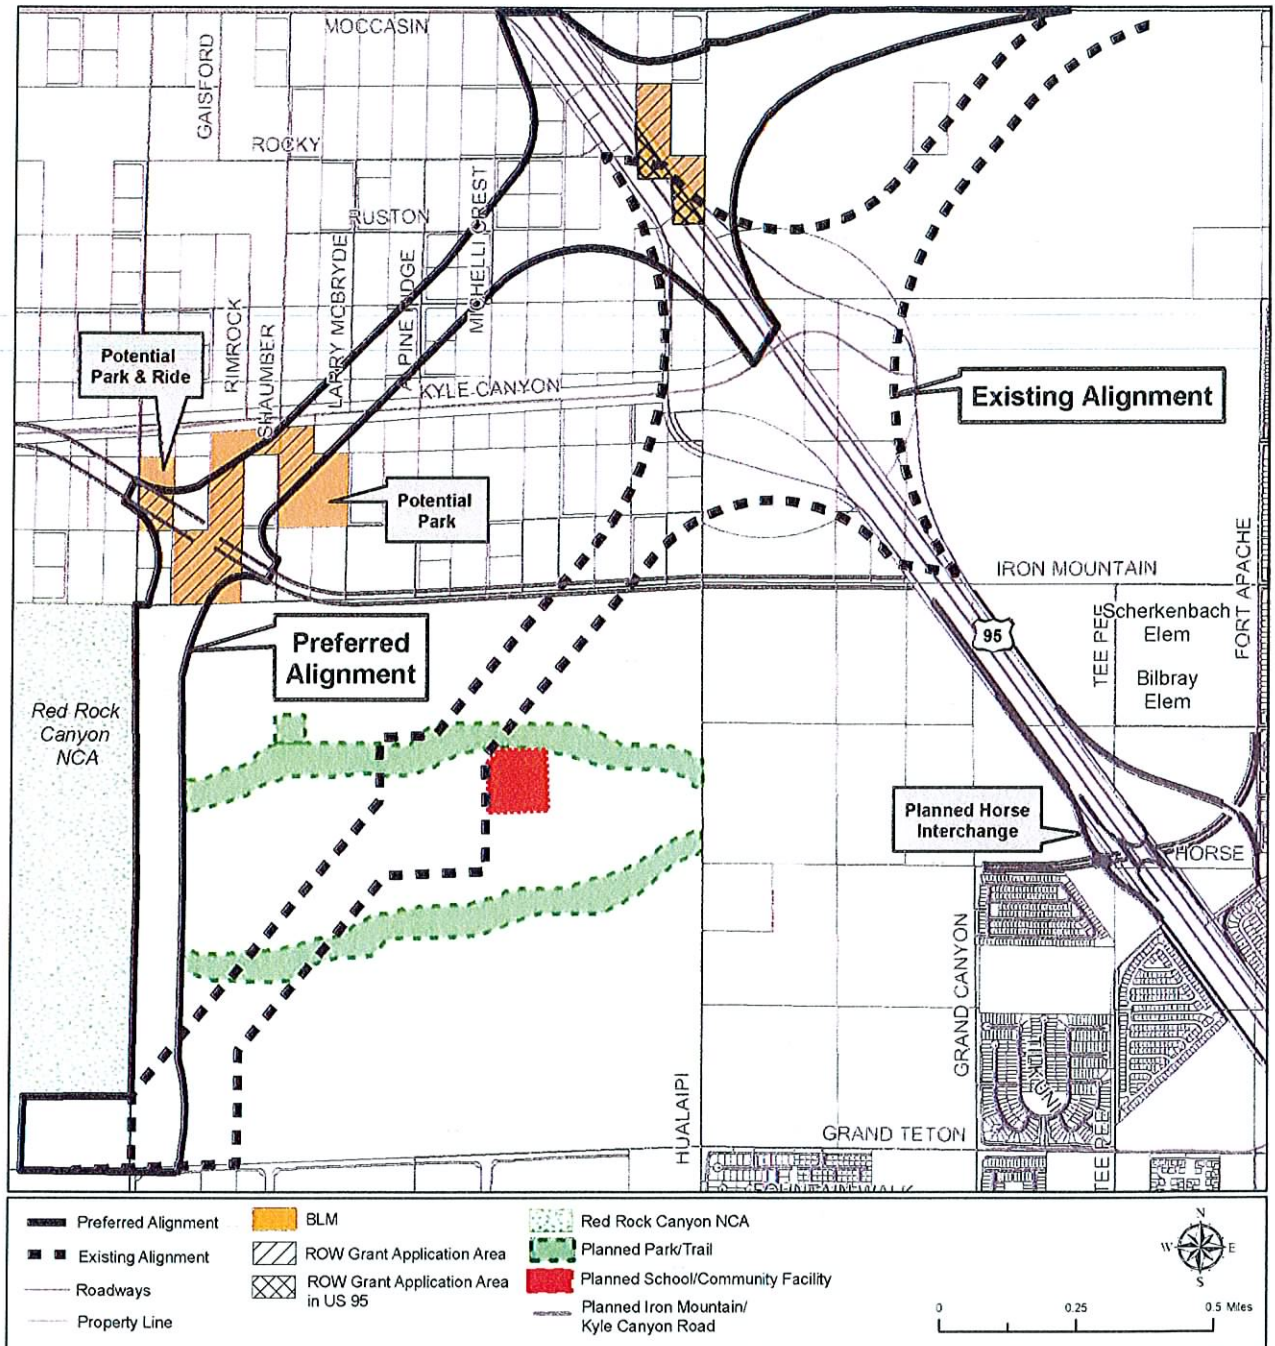 MOCCASIN
GAISFORD
ROCKY
RUSTON
MICHELLI CREST
LARRY MCBRYDE
ALPINE RIDGE
RIMROCK
SHAUMBER
Potential
Park & Ride
KYLE CANYON
Existing Alignment
Potential
Park
IRON MOUNTAIN
FORT APACHE
95
TEE PEE
Scherkenbach
Elem
Bilbray
Elem
Preferred
Alignment
Red Rock
Canyon
NCA
Planned Horse
Interchange
HORSE
GRAND CANYON
HUALAPI
GRAND TETON
FOUNTAIN WALK
Preferred Alignment
Existing Alignment
Roadways
Property Line
BLM
ROW Grant Application Area
ROW Grant Application Area
in US 95
Red Rock Canyon NCA
Planned Park/Trail
Planned School/Community Facility
Planned Iron Mountain/
Kyle Canyon Road
N
W E
S
0 0.25 0.5 Miles